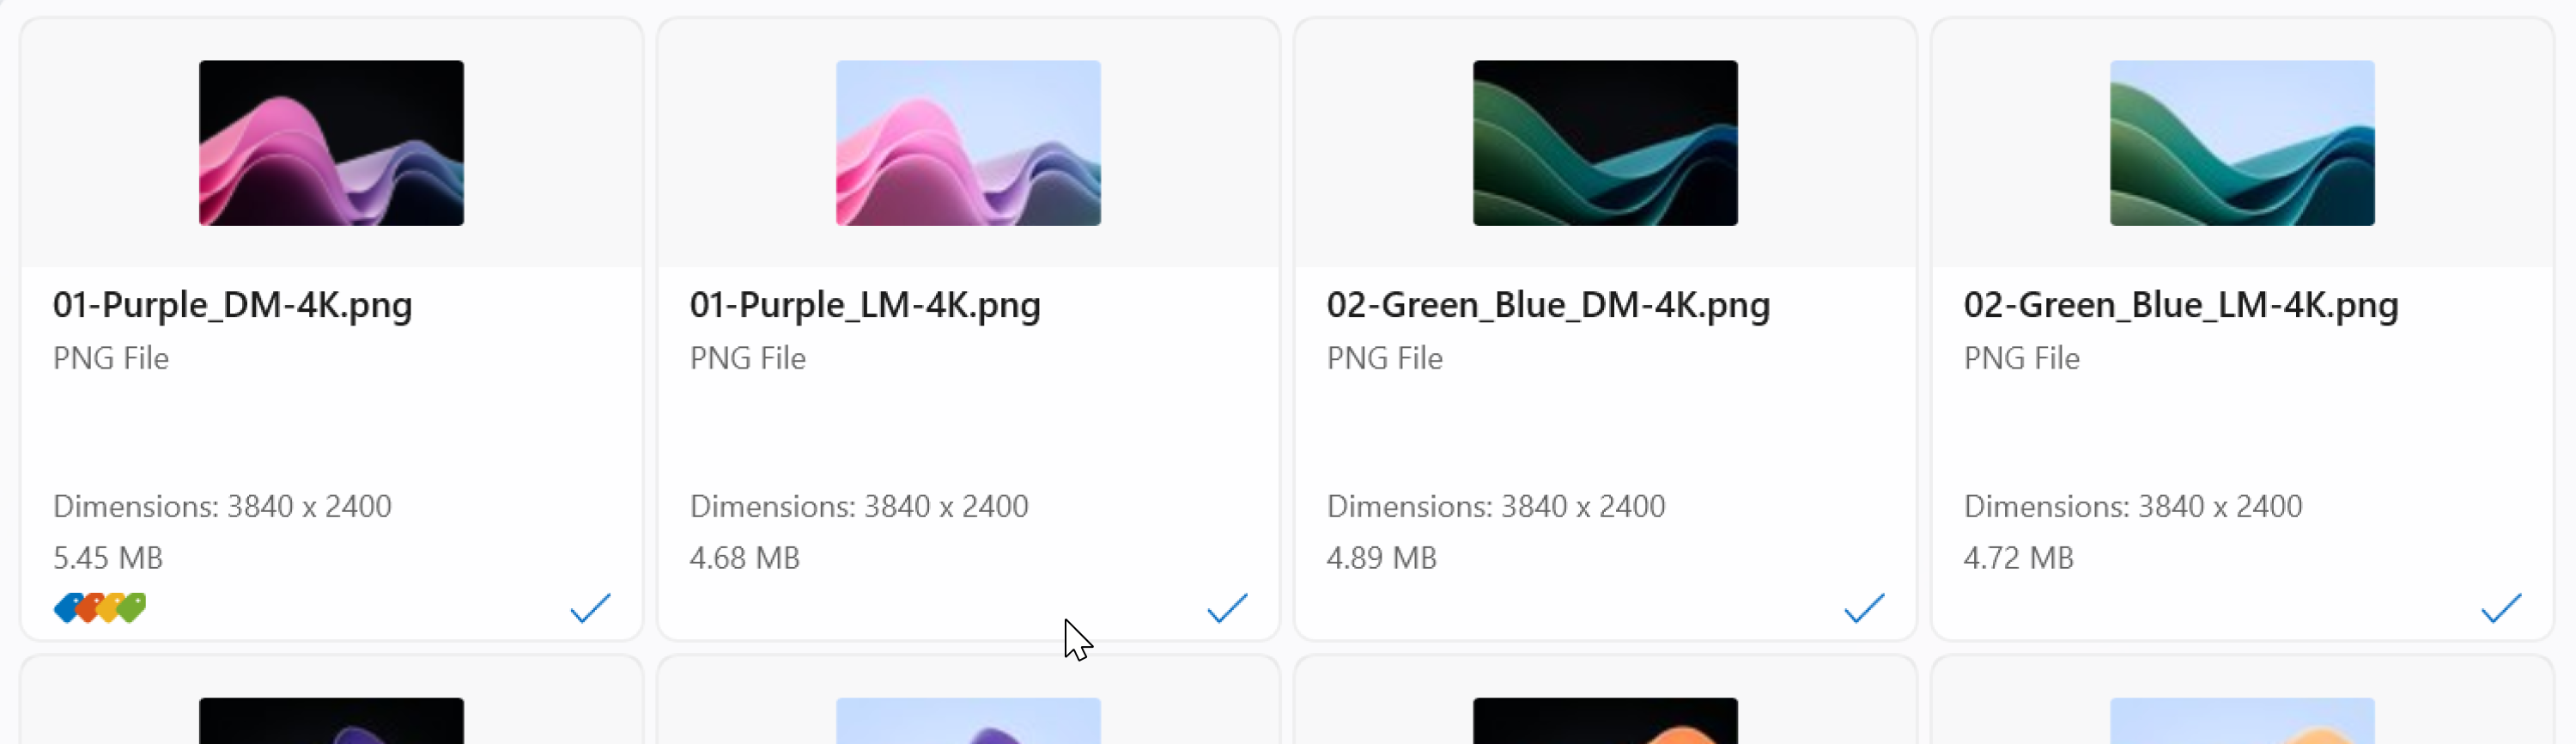 01-Purple_DM-4K.png
PNG File
Dimensions: 3840 x 2400
5.45 MB
01-Purple_LM-4K.png
PNG File
Dimensions: 3840 x 2400
4.68 MB
02-Green_Blue_DM-4K.png
PNG File
Dimensions: 3840 x 2400
4.89 MB
02-Green_Blue_LM-4K.png
PNG File
Dimensions: 3840 x 2400
4.72 MB